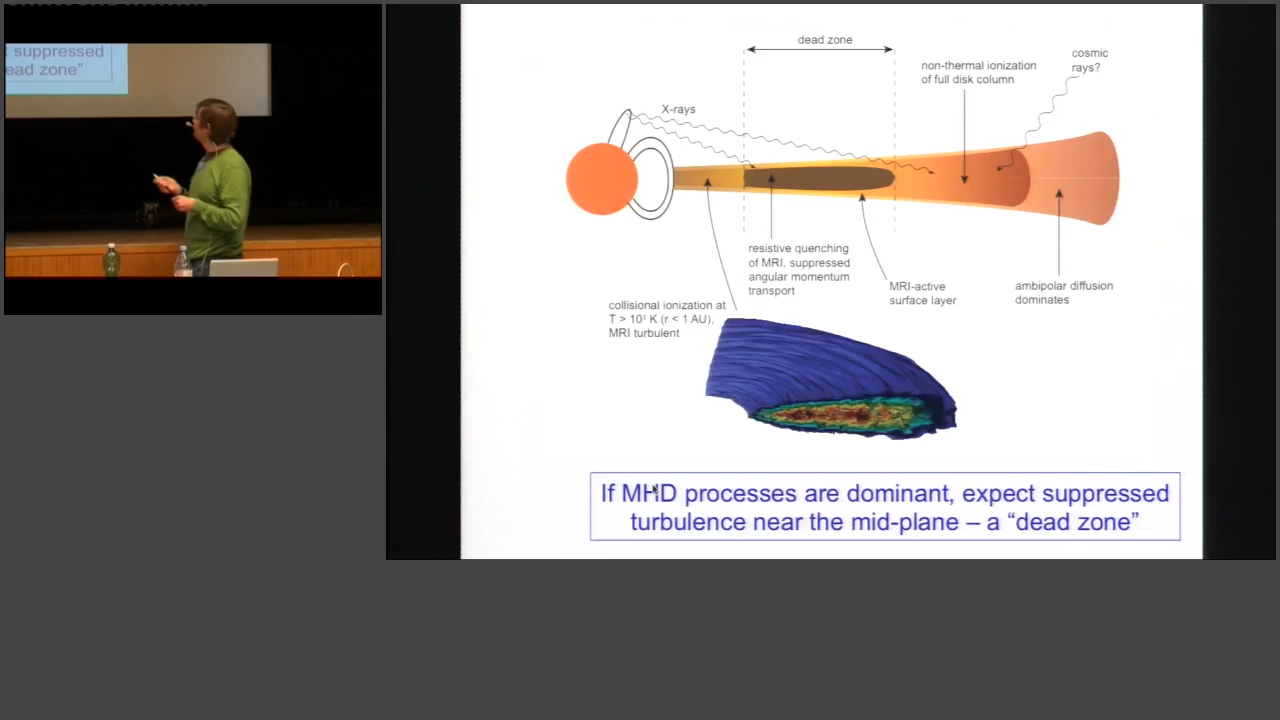 suppressed
ead zone”
dead zone
cosmic
rays?
non-thermal ionization
of full disk column
X-rays
resistive quenching
of MRI, suppressed
angular momentum
transport
MRI-active
surface layer
ambipolar diffusion
dominates
collisional ionization at
T > 10³ K (r < 1 AU),
MRI turbulent
If MHD processes are dominant, expect suppressed
turbulence near the mid-plane – a “dead zone”